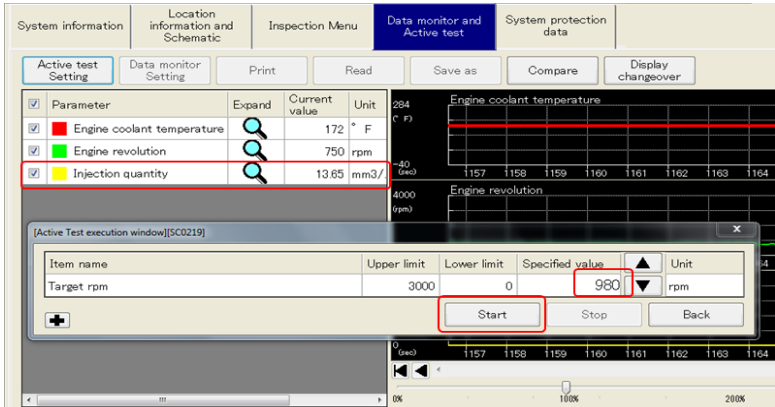 System information
Location
information and
Schematic
Inspection Menu
Data monitor and
Active test
System protection
data
Active test
Setting
Data monitor
Setting
Print
Read
Save as
Compare
Display
changeover
Parameter Expand Current value Unit
Engine coolant temperature 172 ° F
Engine revolution 750 rpm
Injection quantity 13.65 mm3/
284 Engine coolant temperature
(° F)
-40
(sec) 1157 1158 1159 1160 1161 1162 1163 1164
4000 Engine revolution
(rpm)
[Active Test execution window][SC0219] x
Item name Upper limit Lower limit Specified value Unit
Target rpm 3000 0 980 rpm
Start Stop Back
0
(sec) 1157 1158 1159 1160 1161 1162 1163 1164
0% 100% 200%